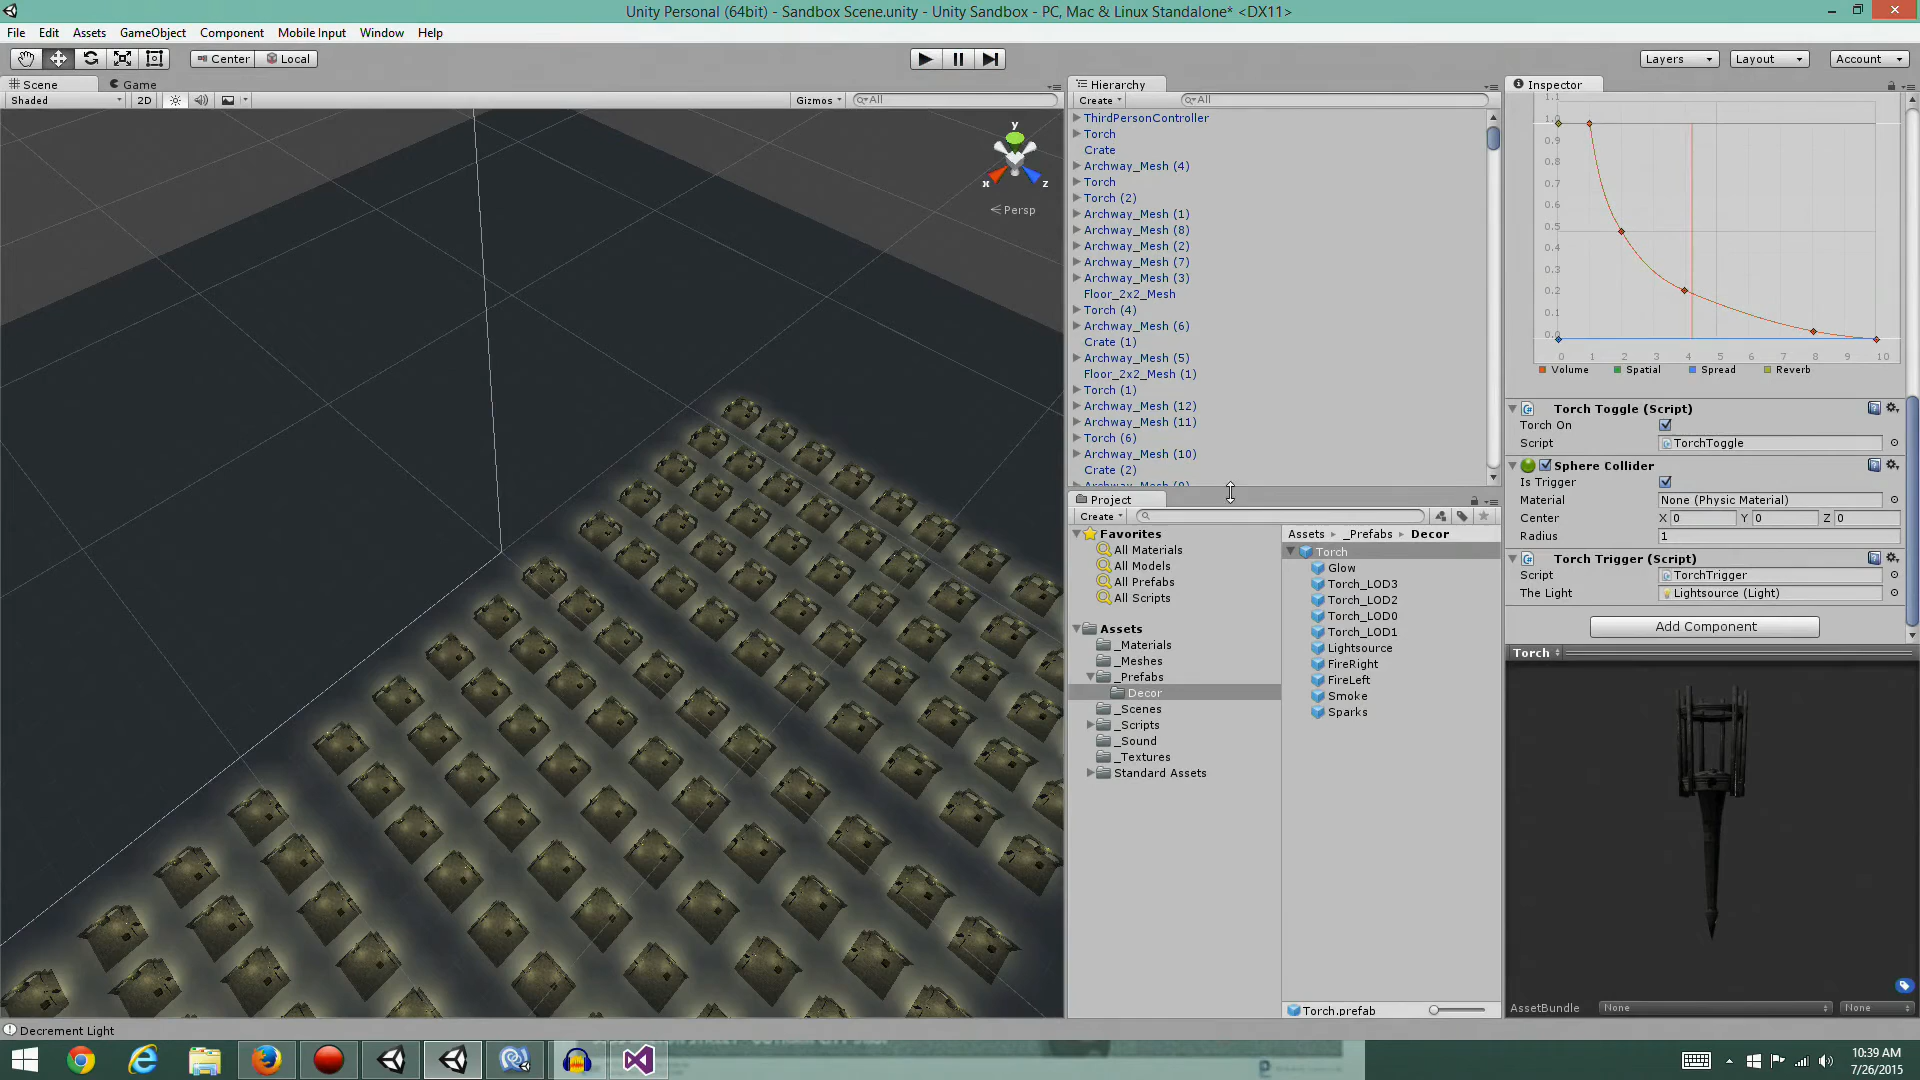 Unity Personal (64bit) - Sandbox Scene.unity - Unity Sandbox - PC, Mac & Linux Standalone* <DX11>
File Edit Assets GameObject Component Mobile Input Window Help
Center Local Layers Layout Account
Scene Game
Shaded 2D Gizmos All
y
x z
Persp
Hierarchy
Create All
ThirdPersonController
Torch
Crate
Archway_Mesh (4)
Torch
Torch (2)
Archway_Mesh (1)
Archway_Mesh (8)
Archway_Mesh (2)
Archway_Mesh (7)
Archway_Mesh (3)
Floor_2x2_Mesh
Torch (4)
Archway_Mesh (6)
Crate (1)
Archway_Mesh (5)
Floor_2x2_Mesh (1)
Torch (1)
Archway_Mesh (12)
Archway_Mesh (11)
Torch (6)
Archway_Mesh (10)
Crate (2)
Archway_Mesh (9)
Project
Create
Favorites
All Materials
All Models
All Prefabs
All Scripts
Assets
_Materials
_Meshes
_Prefabs
Decor
_Scenes
_Scripts
_Sound
_Textures
Standard Assets
Assets _Prefabs Decor
Torch
Glow
Torch_LOD3
Torch_LOD2
Torch_LOD0
Torch_LOD1
Lightsource
FireRight
FireLeft
Smoke
Sparks
Torch.prefab
Inspector
1.1
1.0
0.9
0.8
0.7
0.6
0.5
0.4
0.3
0.2
0.1
0.0
0 1 2 3 4 5 6 7 8 9 10
Volume Spatial Spread Reverb
Torch Toggle (Script)
Torch On
Script TorchToggle
Sphere Collider
Is Trigger
Material None (Physic Material)
Center X 0 Y 0 Z 0
Radius 1
Torch Trigger (Script)
Script TorchTrigger
The Light Lightsource (Light)
Add Component
Torch
AssetBundle None None
Decrement Light
10:39 AM
7/26/2015